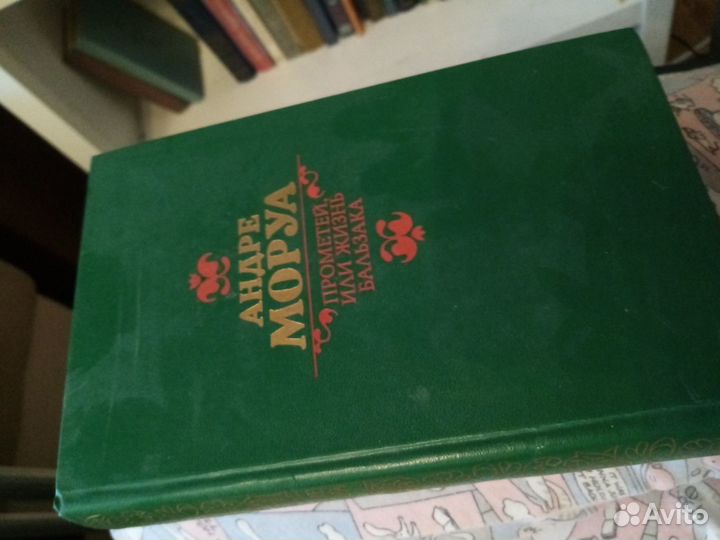 АНДРЕ
МОРУА
ПРОМЕТЕЙ,
ИЛИ ЖИЗНЬ
БАЛЬЗАКА
Avito